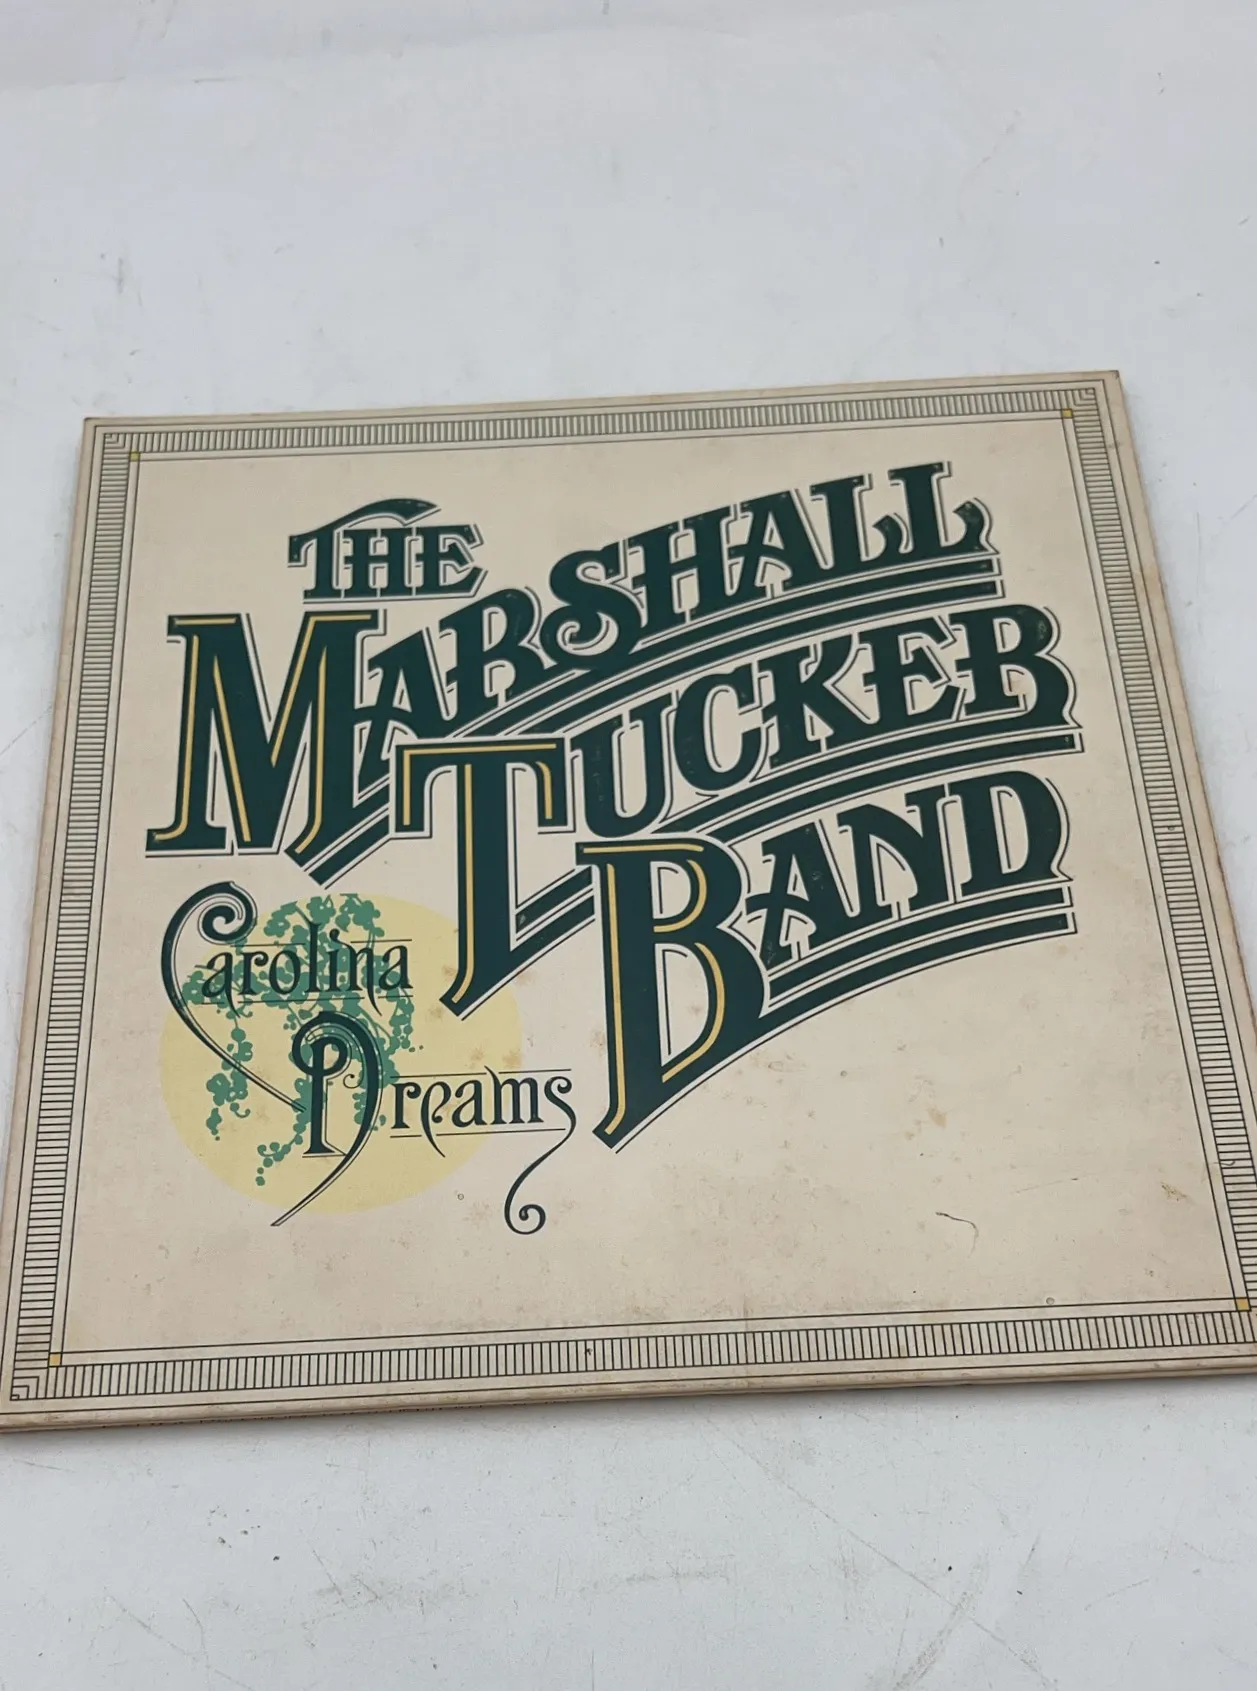 THE
MARSHALL
TUCKER
BAND
Carolina
Dreams